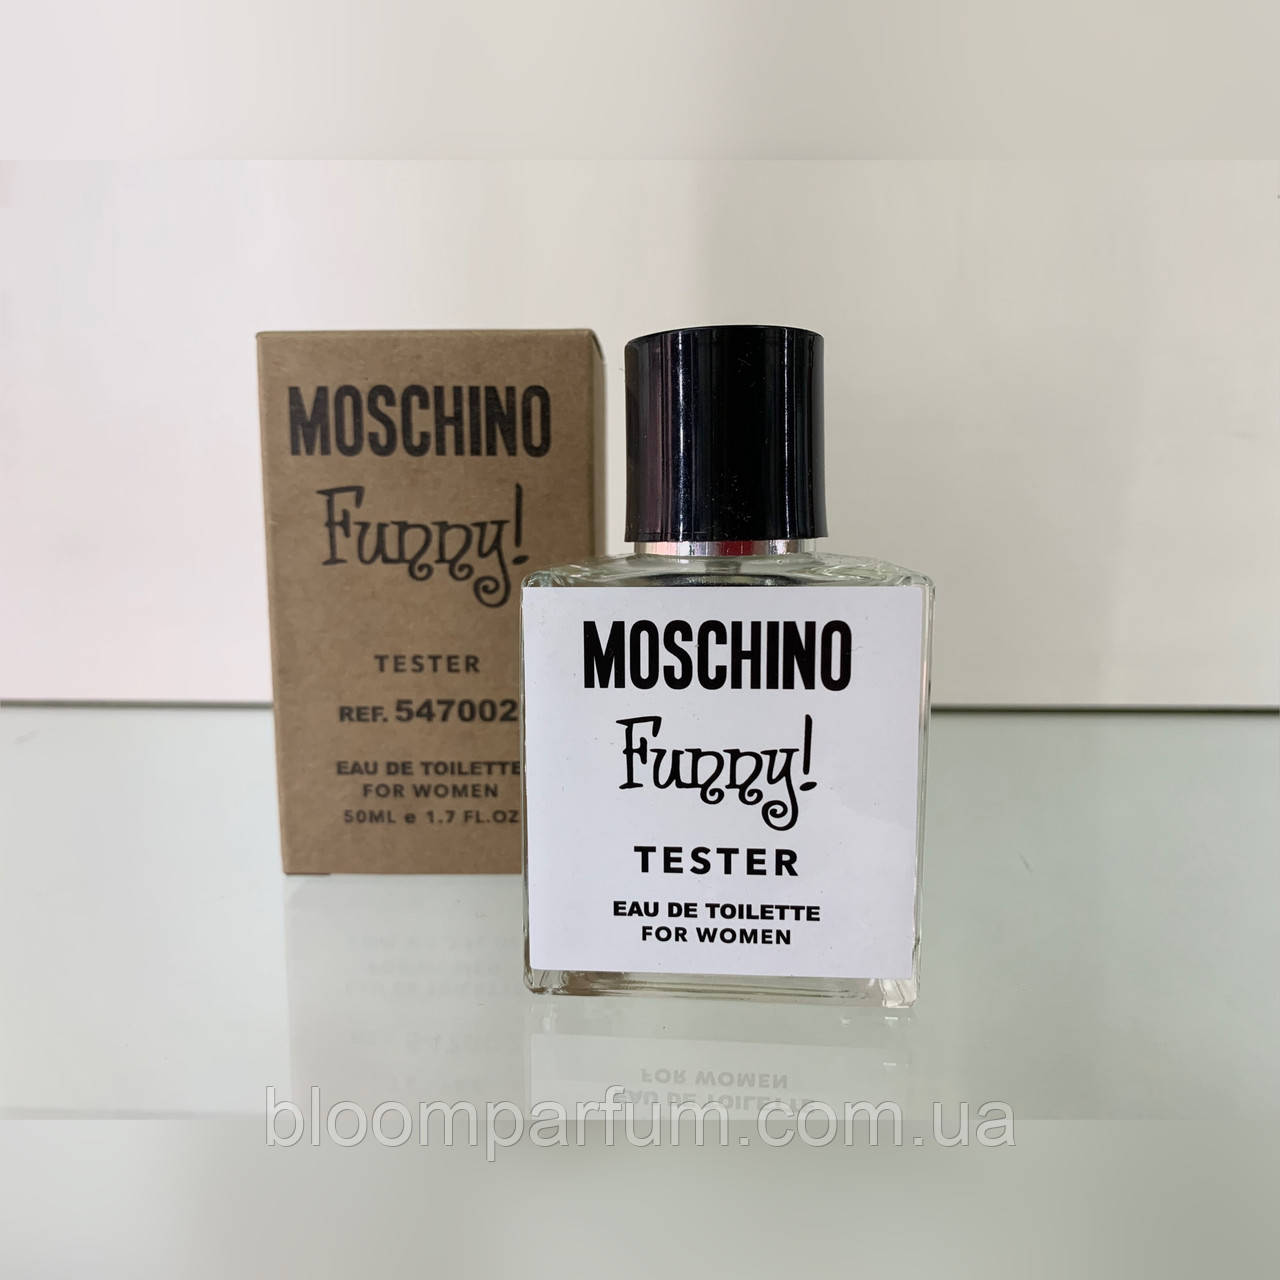 MOSCHINO
Funny!
TESTER
REF. 547002
EAU DE TOILETTE
FOR WOMEN
50ML e 1.7 FL.OZ
MOSCHINO
Funny!
TESTER
EAU DE TOILETTE
FOR WOMEN
bloomparfum.com.ua